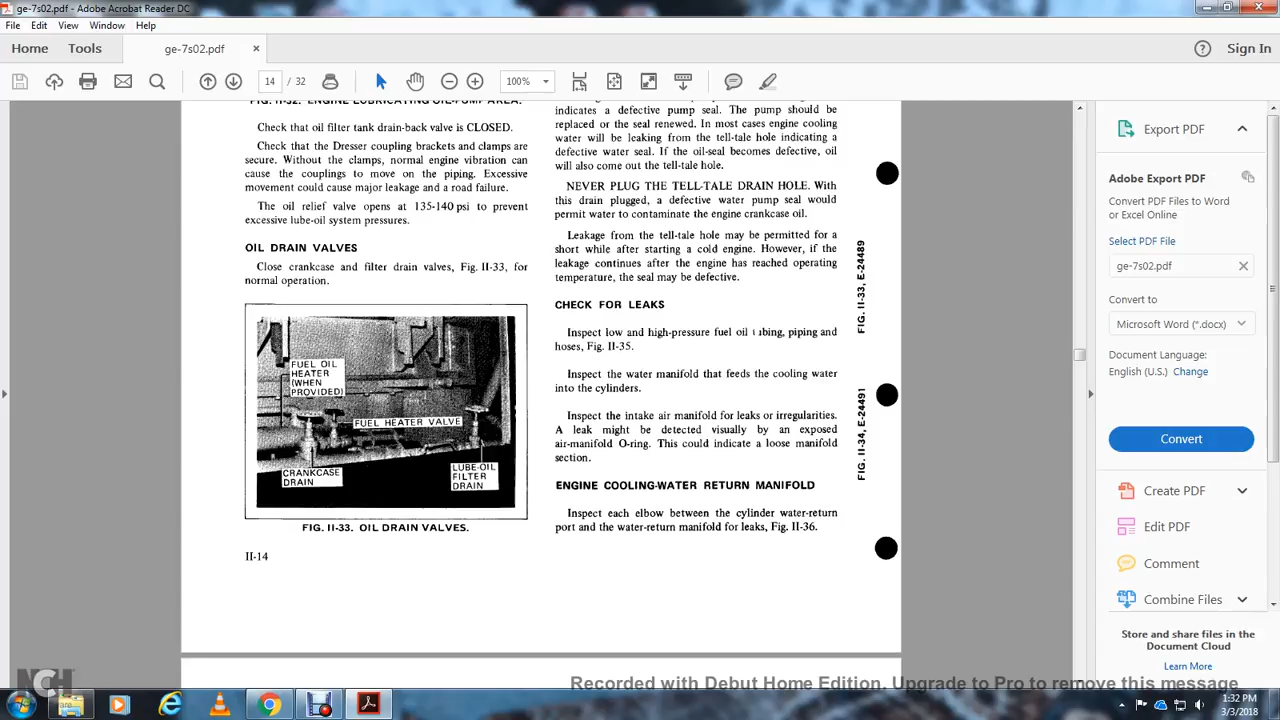 ge-7s02.pdf - Adobe Acrobat Reader DC
File Edit View Window Help
Home Tools ge-7s02.pdf × Sign In
14 / 32 100%
FIG. II-32. ENGINE LUBRICATING OIL-PUMP AREA.
Check that oil filter tank drain-back valve is CLOSED.
Check that the Dresser coupling brackets and clamps are
secure. Without the clamps, normal engine vibration can
cause the couplings to move on the piping. Excessive
movement could cause major leakage and a road failure.
The oil relief valve opens at 135-140 psi to prevent
excessive lube-oil system pressures.
OIL DRAIN VALVES
Close crankcase and filter drain valves, Fig. II-33, for
normal operation.
FUEL OIL
HEATER
(WHEN
PROVIDED)
FUEL HEATER VALVE
CRANKCASE
DRAIN
LUBE-OIL
FILTER
DRAIN
FIG. II-33. OIL DRAIN VALVES.
II-14
indicates a defective pump seal. The pump should be
replaced or the seal renewed. In most cases engine cooling
water will be leaking from the tell-tale hole indicating a
defective water seal. If the oil-seal becomes defective, oil
will also come out the tell-tale hole.
NEVER PLUG THE TELL-TALE DRAIN HOLE. With
this drain plugged, a defective water pump seal would
permit water to contaminate the engine crankcase oil.
Leakage from the tell-tale hole may be permitted for a
short while after starting a cold engine. However, if the
leakage continues after the engine has reached operating
temperature, the seal may be defective.
CHECK FOR LEAKS
Inspect low and high-pressure fuel oil tubing, piping and
hoses, Fig. II-35.
Inspect the water manifold that feeds the cooling water
into the cylinders.
Inspect the intake air manifold for leaks or irregularities.
A leak might be detected visually by an exposed
air-manifold O-ring. This could indicate a loose manifold
section.
ENGINE COOLING-WATER RETURN MANIFOLD
Inspect each elbow between the cylinder water-return
port and the water-return manifold for leaks, Fig. II-36.
FIG. II-33, E-24489
FIG. II-34, E-24491
Export PDF
Adobe Export PDF
Convert PDF Files to Word
or Excel Online
Select PDF File
ge-7s02.pdf
Convert to
Microsoft Word (*.docx)
Document Language:
English (U.S.) Change
Convert
Create PDF
Edit PDF
Comment
Combine Files
Store and share files in the
Document Cloud
Learn More
NCH
Recorded with Debut Home Edition. Upgrade to Pro to remove this message
1:32 PM
3/3/2018